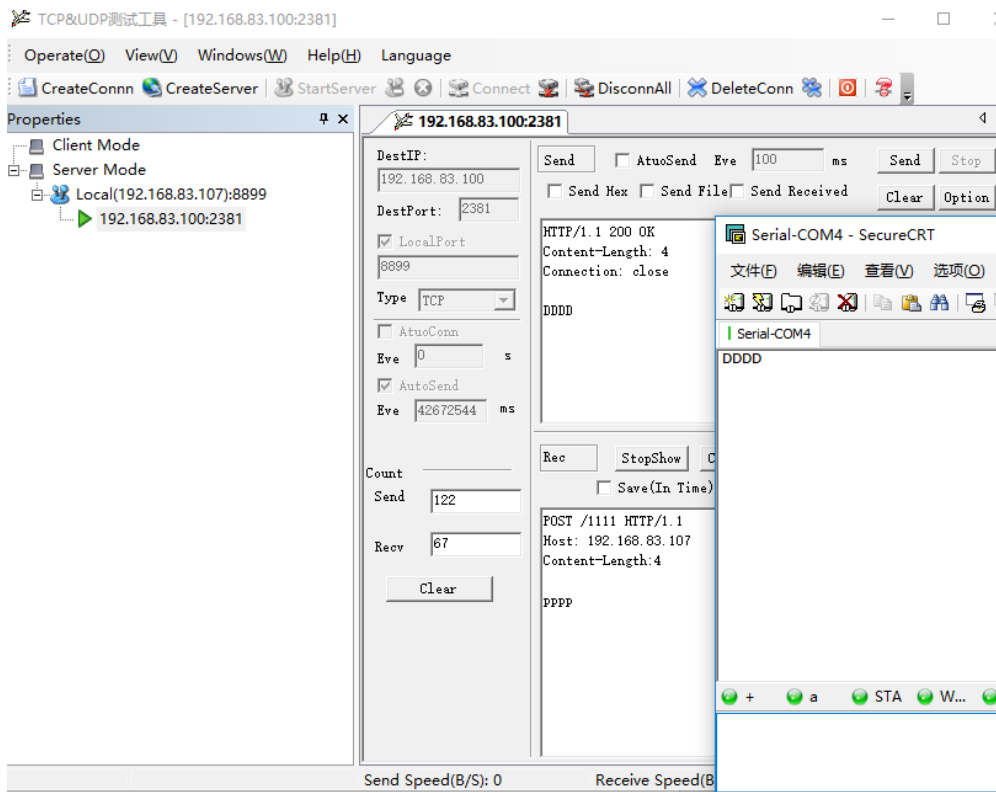 TCP&UDP测试工具 - [192.168.83.100:2381]
Operate(O) View(V) Windows(W) Help(H) Language
CreateConnn CreateServer StartServer Connect DisconnAll DeleteConn
Properties
Client Mode
Server Mode
Local(192.168.83.107):8899
192.168.83.100:2381
192.168.83.100:2381
DestIP:
192.168.83.100
DestPort: 2381
LocalPort
8899
Type TCP
AtuoConn
Eve 0 s
AutoSend
Eve 42672544 ms
Count
Send 122
Recv 67
Clear
Send AtuoSend Eve 100 ms Send Stop
Send Hex Send File Send Received Clear Option
HTTP/1.1 200 OK
Content-Length: 4
Connection: close
DDDD
Rec StopShow C
Save(In Time)
POST /1111 HTTP/1.1
Host: 192.168.83.107
Content-Length:4
PPPP
Serial-COM4 - SecureCRT
文件(F) 编辑(E) 查看(V) 选项(O)
Serial-COM4
DDDD
+ a STA W...
Send Speed(B/S): 0 Receive Speed(B